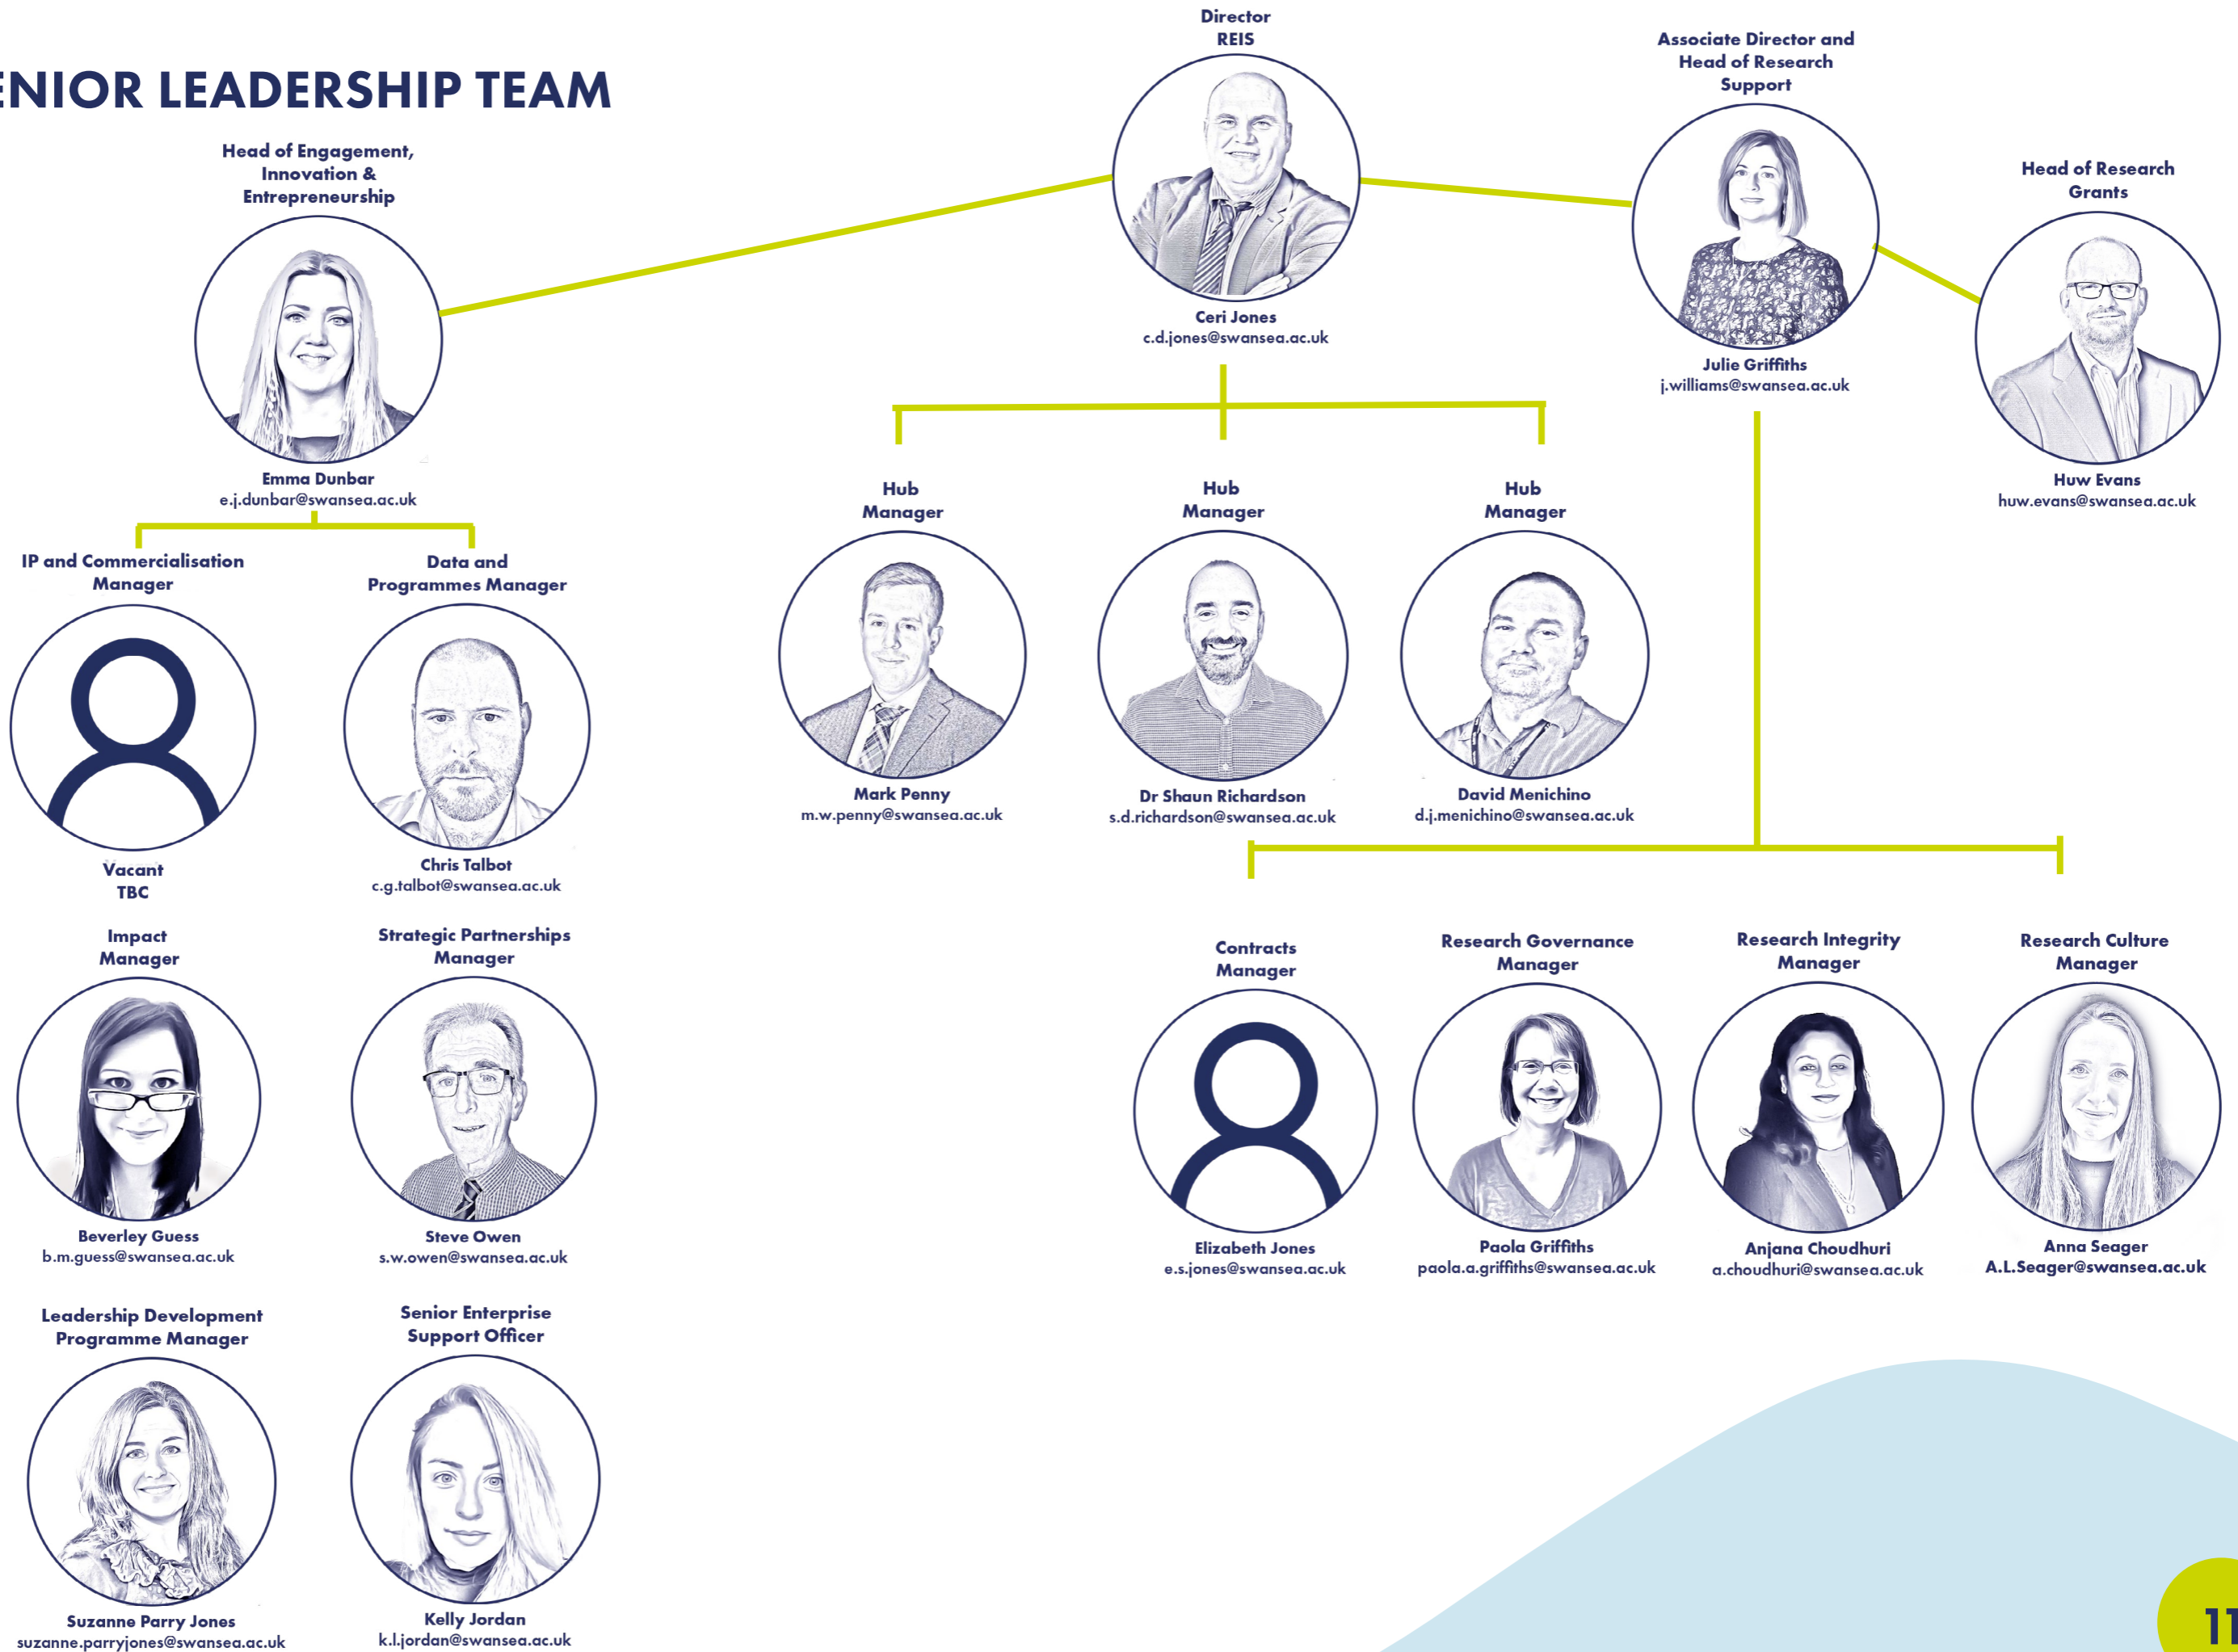 ENIOR LEADERSHIP TEAM
Director
REIS
Ceri Jones
c.d.jones@swansea.ac.uk
Associate Director and
Head of Research
Support
Julie Griffiths
j.williams@swansea.ac.uk
Head of Research
Grants
Huw Evans
huw.evans@swansea.ac.uk
Head of Engagement,
Innovation &
Entrepreneurship
Emma Dunbar
e.j.dunbar@swansea.ac.uk
Hub
Manager
Mark Penny
m.w.penny@swansea.ac.uk
Hub
Manager
Dr Shaun Richardson
s.d.richardson@swansea.ac.uk
Hub
Manager
David Menichino
d.j.menichino@swansea.ac.uk
IP and Commercialisation
Manager
Vacant
TBC
Data and
Programmes Manager
Chris Talbot
c.g.talbot@swansea.ac.uk
Impact
Manager
Beverley Guess
b.m.guess@swansea.ac.uk
Strategic Partnerships
Manager
Steve Owen
s.w.owen@swansea.ac.uk
Contracts
Manager
Elizabeth Jones
e.s.jones@swansea.ac.uk
Research Governance
Manager
Paola Griffiths
paola.a.griffiths@swansea.ac.uk
Research Integrity
Manager
Anjana Choudhuri
a.choudhuri@swansea.ac.uk
Research Culture
Manager
Anna Seager
A.L.Seager@swansea.ac.uk
Leadership Development
Programme Manager
Suzanne Parry Jones
suzanne.parryjones@swansea.ac.uk
Senior Enterprise
Support Officer
Kelly Jordan
k.l.jordan@swansea.ac.uk
11